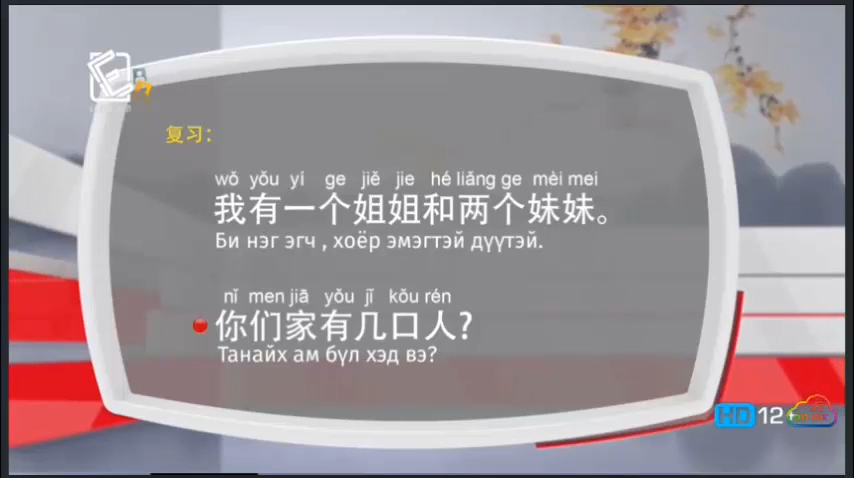 复习：
wǒ yǒu yí ge jiě jie hé liǎng ge mèi mei
我有一个姐姐和两个妹妹。
Би нэг эгч , хоёр эмэгтэй дүүтэй.
nǐ men jiā yǒu jǐ kǒu rén
你们家有几口人?
Танайх ам бүл хэд вэ?
HD 12+